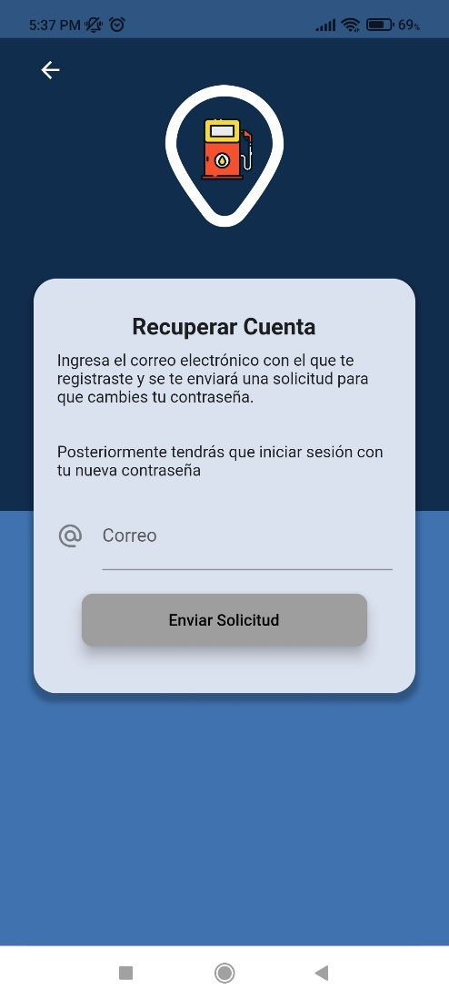 5:37 PM 69%
Recuperar Cuenta
Ingresa el correo electrónico con el que te
registraste y se te enviará una solicitud para
que cambies tu contraseña.
Posteriormente tendrás que iniciar sesión con
tu nueva contraseña
@ Correo
Enviar Solicitud